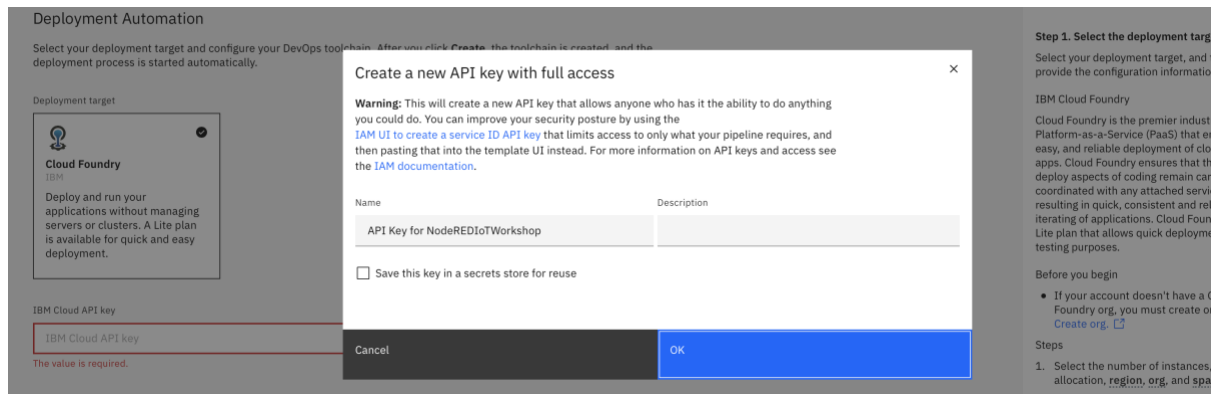 Deployment Automation
Select your deployment target and configure your DevOps toolchain. After you click Create, the toolchain is created, and the
deployment process is started automatically.
Deployment target
Cloud Foundry
IBM
Deploy and run your
applications without managing
servers or clusters. A Lite plan
is available for quick and easy
deployment.
IBM Cloud API key
IBM Cloud API key
The value is required.
Create a new API key with full access
Warning: This will create a new API key that allows anyone who has it the ability to do anything
you could do. You can improve your security posture by using the
IAM UI to create a service ID API key that limits access to only what your pipeline requires, and
then pasting that into the template UI instead. For more information on API keys and access see
the IAM documentation.
Name
Description
API Key for NodeREDIoTWorkshop
Save this key in a secrets store for reuse
Cancel
OK
Step 1. Select the deployment targ
Select your deployment target, and
provide the configuration informatio
IBM Cloud Foundry
Cloud Foundry is the premier indust
Platform-as-a-Service (PaaS) that e
easy, and reliable deployment of clo
apps. Cloud Foundry ensures that th
deploy aspects of coding remain car
coordinated with any attached servi
resulting in quick, consistent and rel
iterating of applications. Cloud Foun
Lite plan that allows quick deployme
testing purposes.
Before you begin
• If your account doesn't have a C
Foundry org, you must create o
Create org.
Steps
1. Select the number of instances,
allocation, region, org, and spa